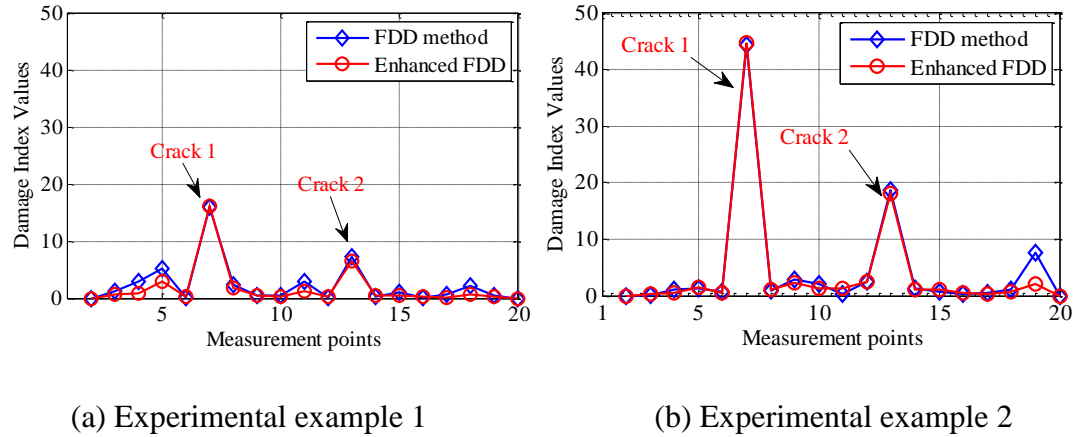 50
40
30
20
10
0
Damage Index Values
FDD method
Enhanced FDD
Crack 1
Crack 2
5
10
15
20
Measurement points
(a) Experimental example 1
50
40
30
20
10
0
Damage Index Values
FDD method
Enhanced FDD
Crack 1
Crack 2
1
5
10
15
20
Measurement points
(b) Experimental example 2